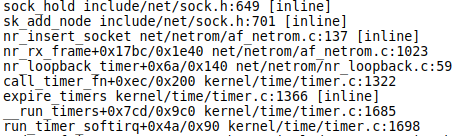 sock_hold include/net/sock.h:649 [inline]
sk_add_node include/net/sock.h:701 [inline]
nr_insert_socket net/netrom/af_netrom.c:137 [inline]
nr_rx_frame+0x17bc/0x1e40 net/netrom/af_netrom.c:1023
nr_loopback_timer+0x6a/0x140 net/netrom/nr_loopback.c:59
call_timer_fn+0xec/0x200 kernel/time/timer.c:1322
expire_timers kernel/time/timer.c:1366 [inline]
__run_timers+0x7cd/0x9c0 kernel/time/timer.c:1685
run_timer_softirq+0x4a/0x90 kernel/time/timer.c:1698